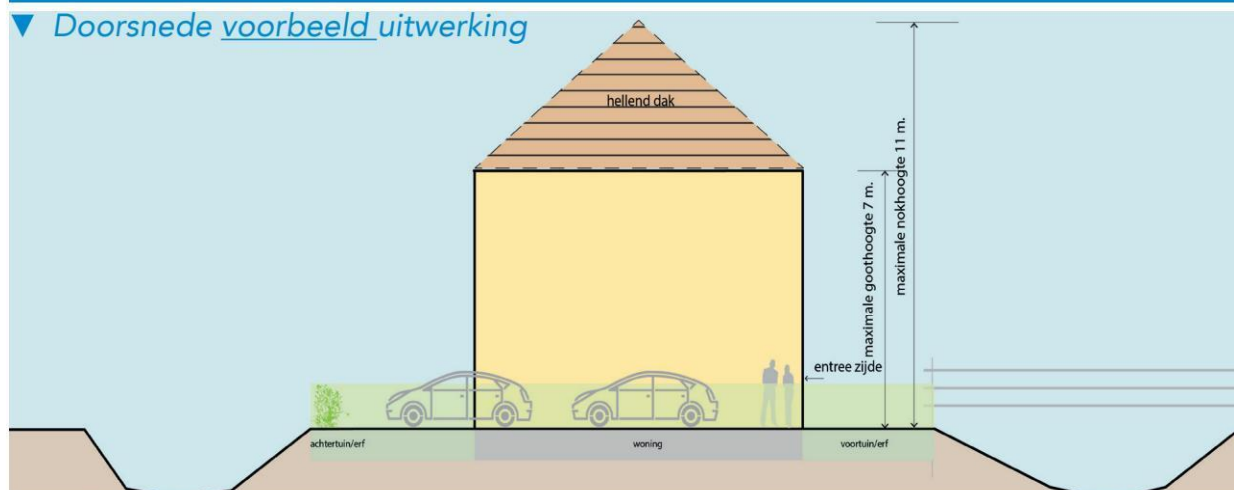 ▼ Doorsnede voorbeeld uitwerking
hellend dak
maximale goothoogte 7 m.
maximale nokhoogte 11 m.
entree zijde
achtertuin/erf
woning
voortuin/erf